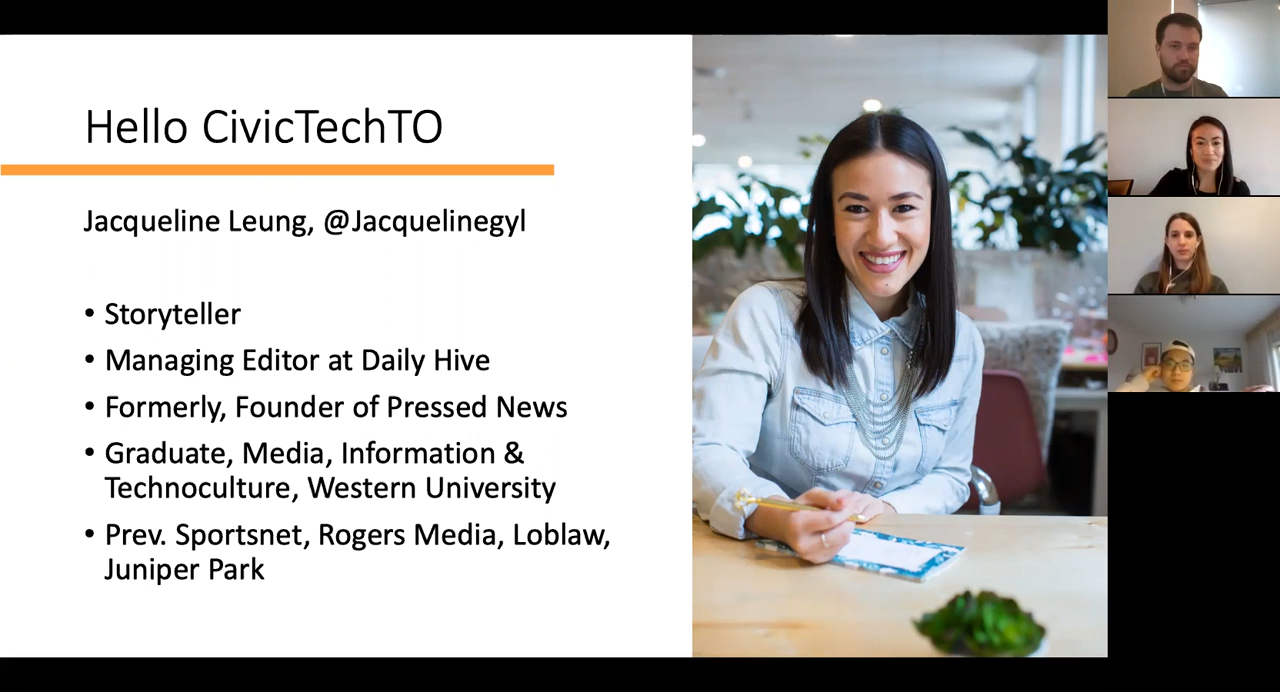 Hello CivicTechTO
Jacqueline Leung, @Jacquelinegyl
• Storyteller
• Managing Editor at Daily Hive
• Formerly, Founder of Pressed News
• Graduate, Media, Information &
Technoculture, Western University
• Prev. Sportsnet, Rogers Media, Loblaw,
Juniper Park